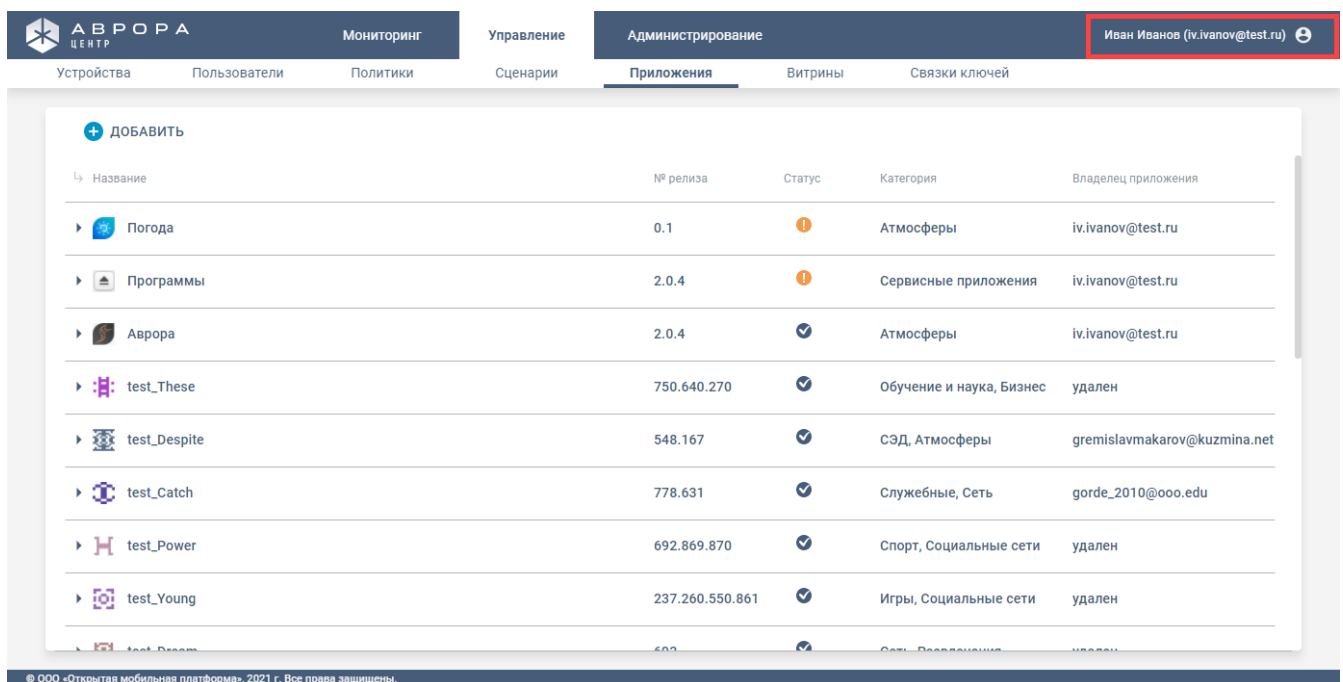 АВРОРА
ЦЕНТР
Мониторинг Управление Администрирование Иван Иванов (iv.ivanov@test.ru)
Устройства Пользователи Политики Сценарии Приложения Витрины Связки ключей
ДОБАВИТЬ
Название № релиза Статус Категория Владелец приложения
Погода 0.1 Атмосферы iv.ivanov@test.ru
Программы 2.0.4 Сервисные приложения iv.ivanov@test.ru
Аврора 2.0.4 Атмосферы iv.ivanov@test.ru
test_These 750.640.270 Обучение и наука, Бизнес удален
test_Despite 548.167 СЭД, Атмосферы gremislavmakarov@kuzmina.net
test_Catch 778.631 Служебные, Сеть gorde_2010@ooo.edu
test_Power 692.869.870 Спорт, Социальные сети удален
test_Young 237.260.550.861 Игры, Социальные сети удален
test_Dream Сеть, Развлечения удален
© ООО «Открытая мобильная платформа», 2021 г. Все права защищены.